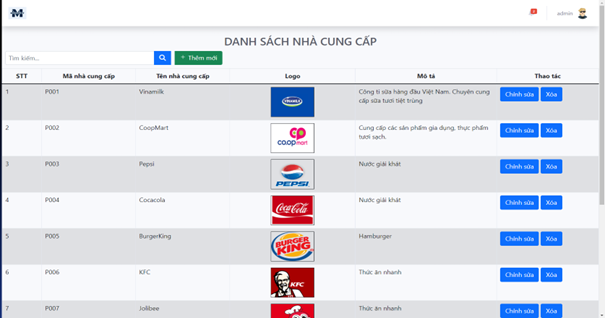 M
admin
DANH SÁCH NHÀ CUNG CẤP
Tìm kiếm...
+ Thêm mới
STT Mã nhà cung cấp Tên nhà cung cấp Logo Mô tả Thao tác
1 P001 Vinamilk VINAMILK Công ti sữa hàng đầu Việt Nam. Chuyên cung Chỉnh sửa Xóa
cấp sữa tươi tiệt trùng
2 P002 CoopMart co.opmart Cung cấp các sản phẩm gia dụng, thực phẩm Chỉnh sửa Xóa
tươi sạch.
3 P003 Pepsi PEPSI Nước giải khát Chỉnh sửa Xóa
4 P004 Cocacola Coca-Cola Nước giải khát Chỉnh sửa Xóa
5 P005 BurgerKing BURGER KING Hamburger Chỉnh sửa Xóa
6 P006 KFC KFC Thức ăn nhanh Chỉnh sửa Xóa
7 P007 Jolibee Thức ăn nhanh Chỉnh sửa Xóa